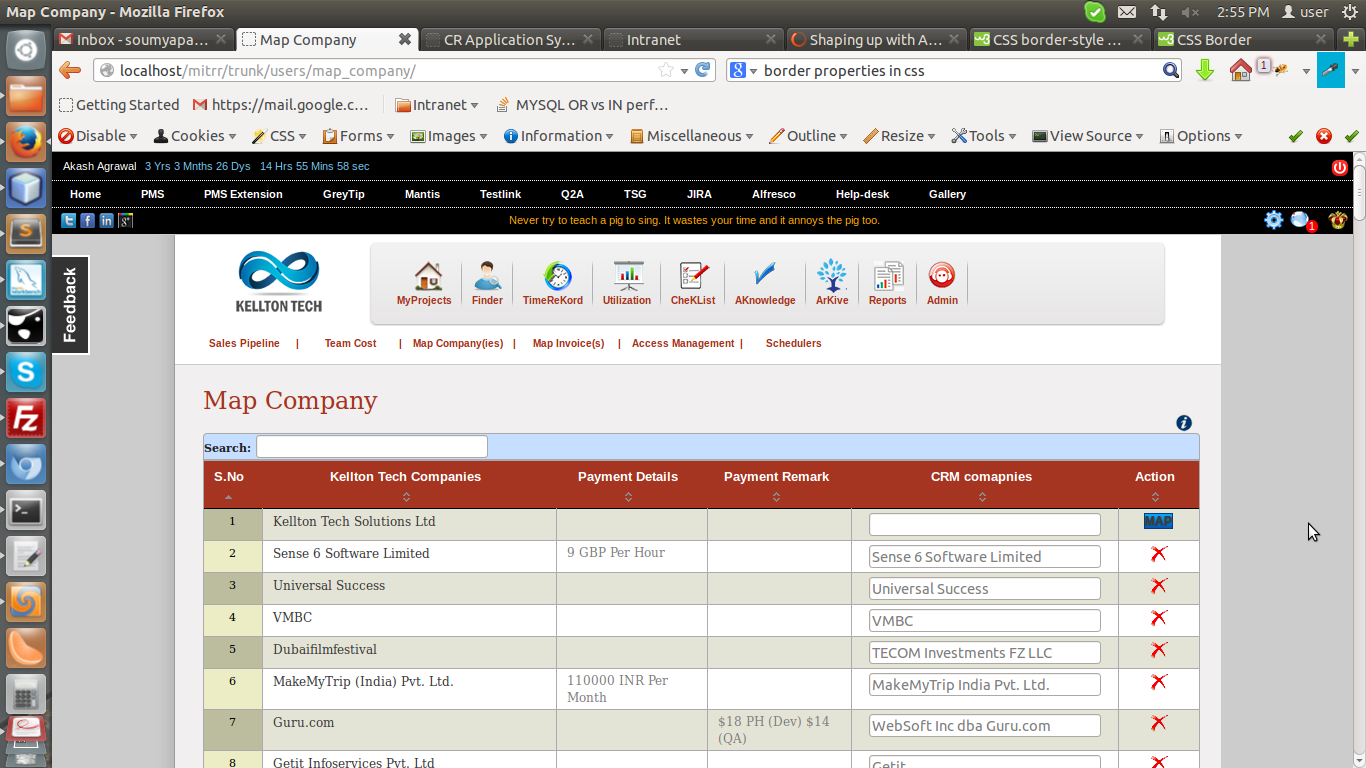 Map Company - Mozilla Firefox 2:55 PM user
Inbox - soumyapa... Map Company CR Application Sy... Intranet Shaping up with A... CSS border-style ... CSS Border
localhost/mitrr/trunk/users/map_company/ border properties in css 1
Getting Started https://mail.google.c... Intranet MYSQL OR vs IN perf...
Disable Cookies CSS Forms Images Information Miscellaneous Outline Resize Tools View Source Options
Akash Agrawal 3 Yrs 3 Mnths 26 Dys 14 Hrs 55 Mins 58 sec
Home PMS PMS Extension GreyTip Mantis Testlink Q2A TSG JIRA Alfresco Help-desk Gallery
Never try to teach a pig to sing. It wastes your time and it annoys the pig too. 1
Feedback
KELLTON TECH
MyProjects Finder TimeReKord Utilization CheKList AKnowledge ArKive Reports Admin
Sales Pipeline | Team Cost | Map Company(ies) | Map Invoice(s) | Access Management | Schedulers
Map Company
Search:
S.No Kellton Tech Companies Payment Details Payment Remark CRM comapnies Action
1 Kellton Tech Solutions Ltd MAP
2 Sense 6 Software Limited 9 GBP Per Hour Sense 6 Software Limited
3 Universal Success Universal Success
4 VMBC VMBC
5 Dubaifilmfestival TECOM Investments FZ LLC
6 MakeMyTrip (India) Pvt. Ltd. 110000 INR Per Month MakeMyTrip India Pvt. Ltd.
7 Guru.com $18 PH (Dev) $14 (QA) WebSoft Inc dba Guru.com
8 Getit Infoservices Pvt. Ltd Getit